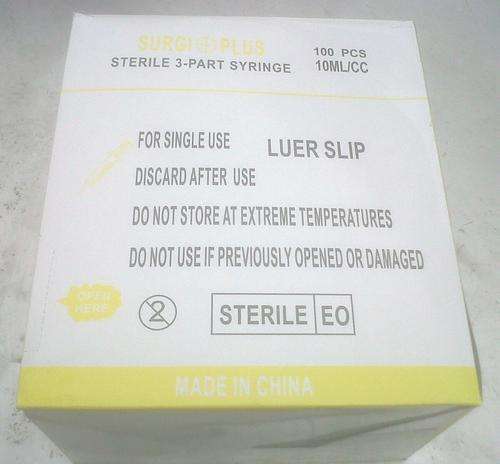 SURGI PLUS
STERILE 3-PART SYRINGE
100 PCS
10ML/CC
FOR SINGLE USE
LUER SLIP
DISCARD AFTER USE
DO NOT STORE AT EXTREME TEMPERATURES
DO NOT USE IF PREVIOUSLY OPENED OR DAMAGED
OPEN
HERE
2
STERILE EO
MADE IN CHINA